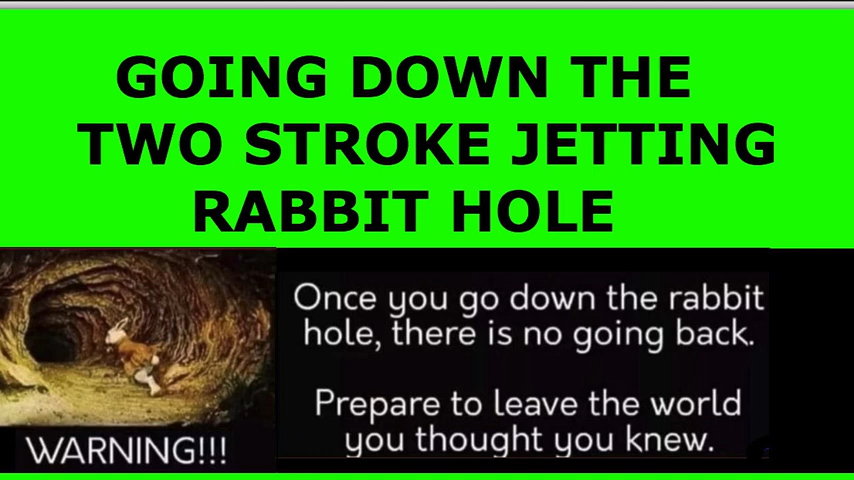 GOING DOWN THE
TWO STROKE JETTING
RABBIT HOLE
Once you go down the rabbit
hole, there is no going back.
Prepare to leave the world
you thought you knew.
WARNING!!!